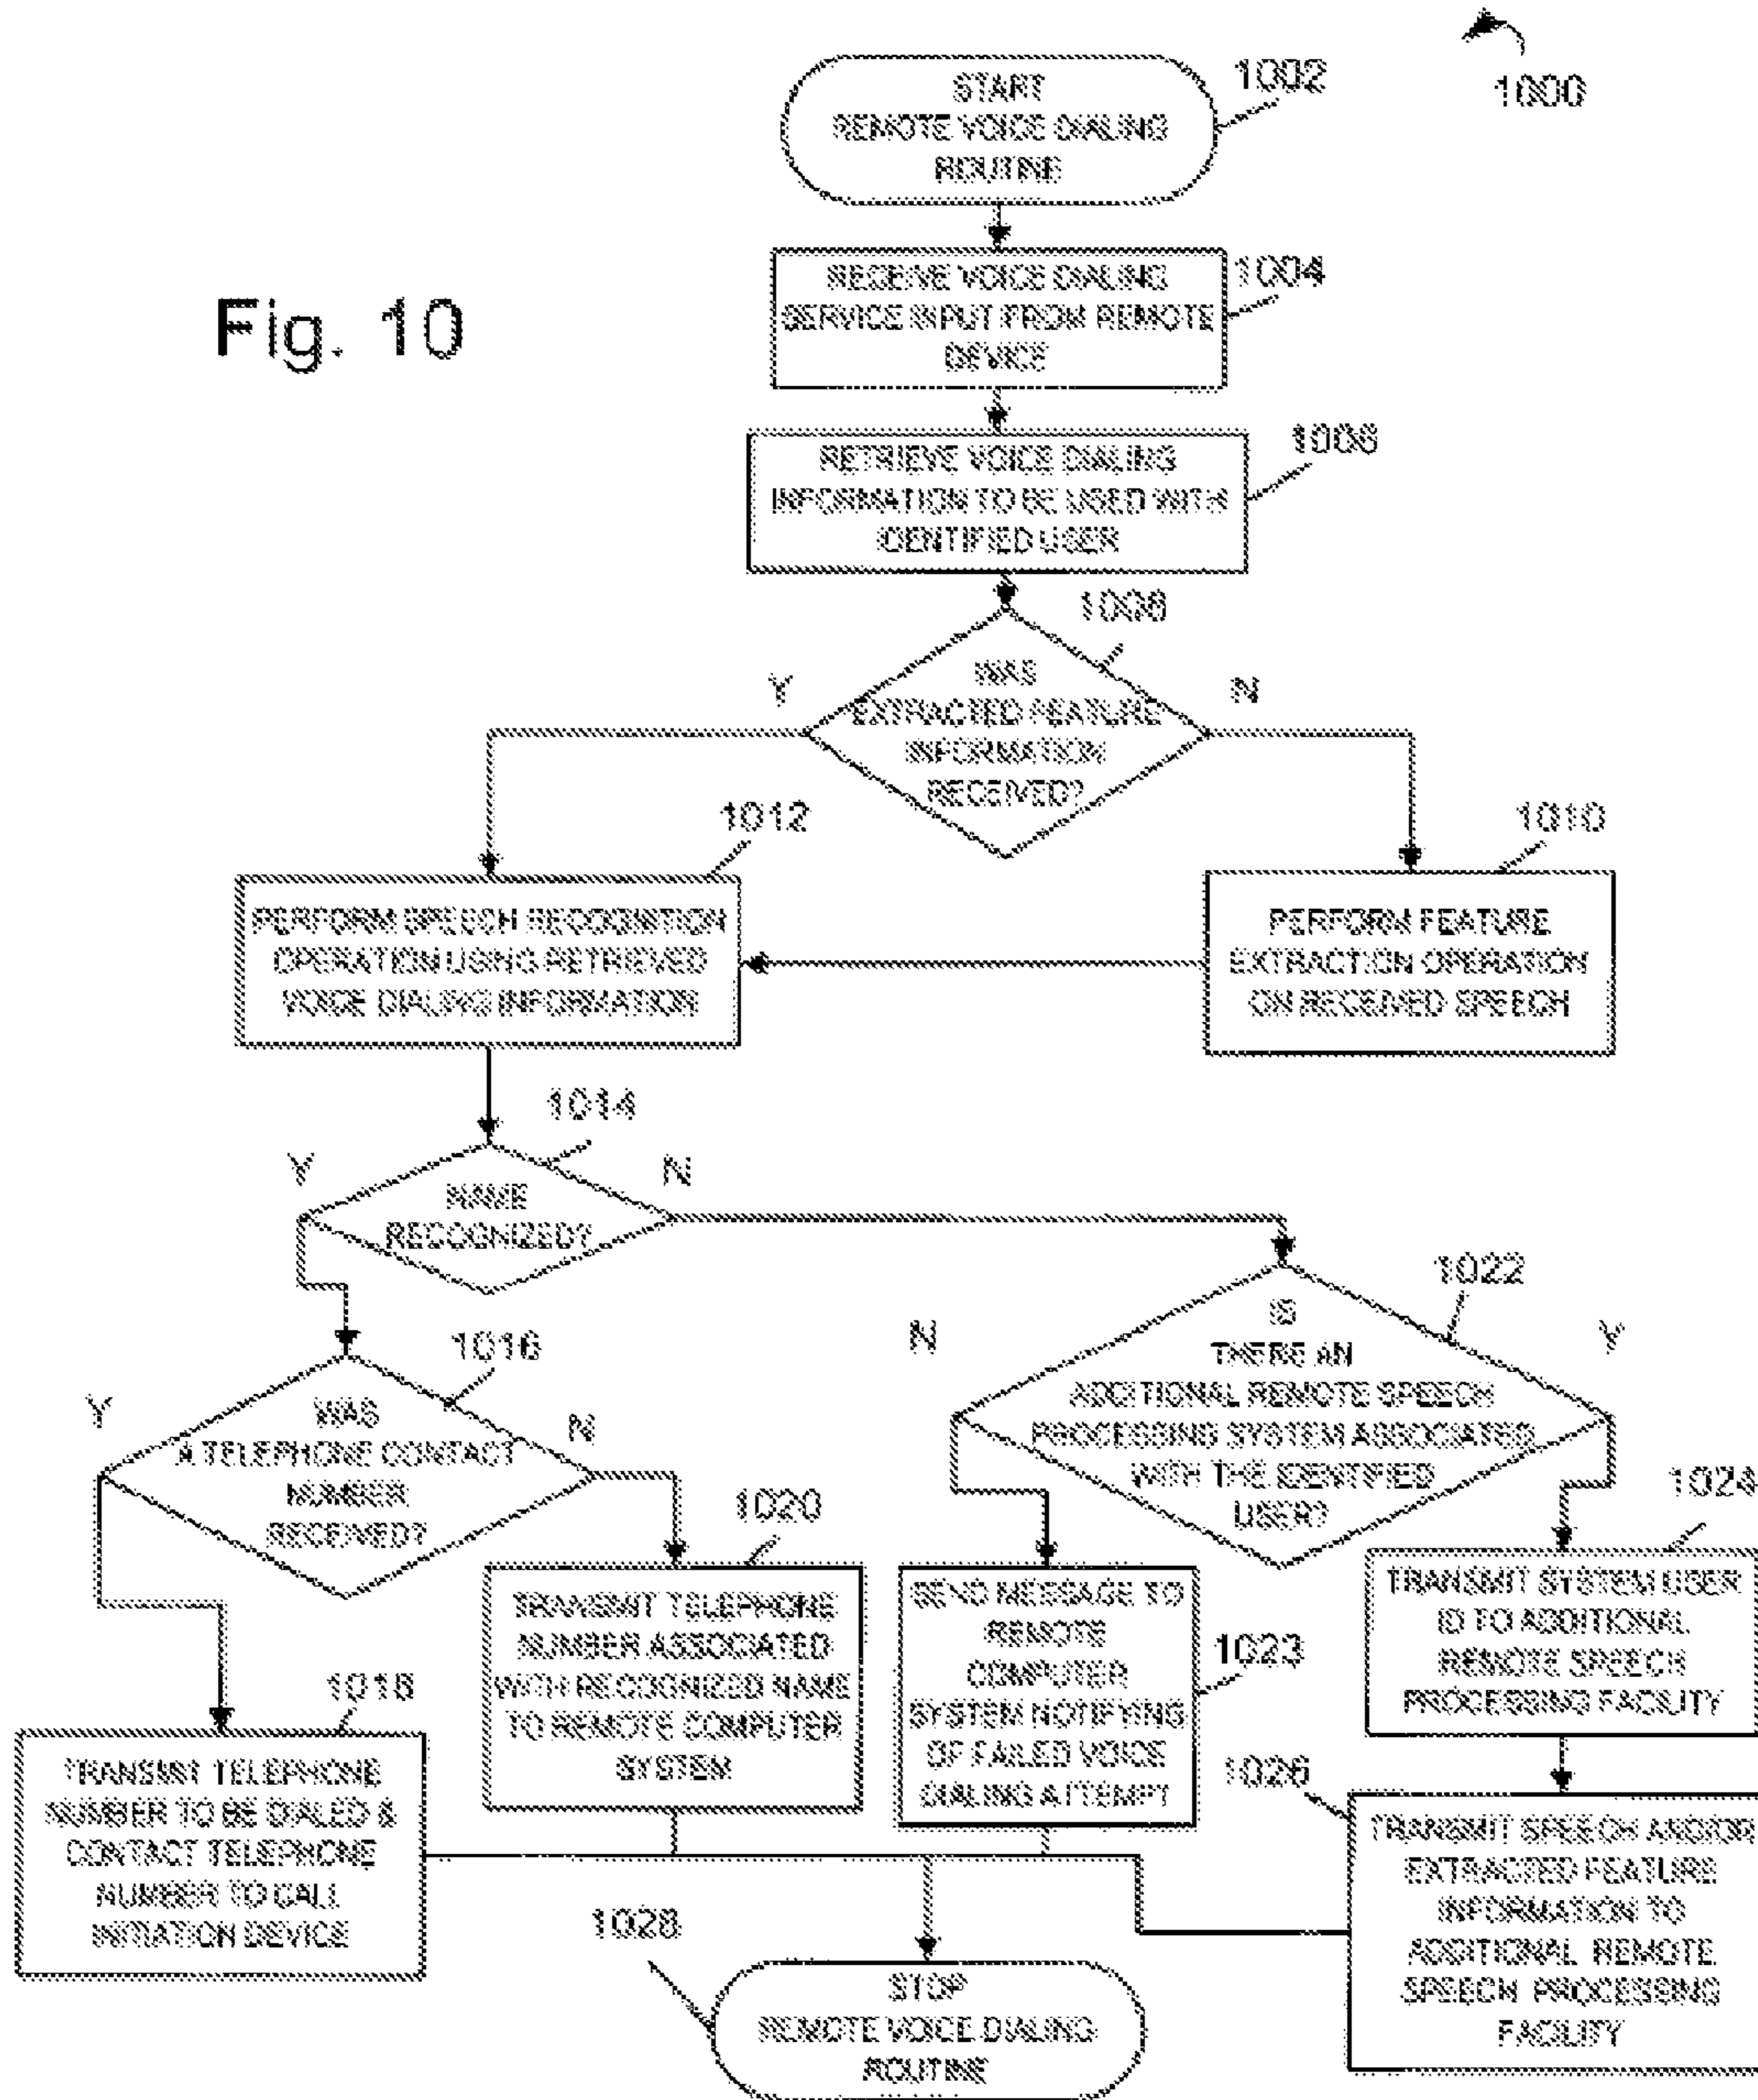 1000
1002
START
REMOTE VOICE DIALING
ROUTINE
Fig. 10
1004
RECEIVE VOICE DIALING
SERVICE INPUT FROM REMOTE
DEVICE
1006
RETRIEVE VOICE DIALING
INFORMATION TO BE USED WITH
IDENTIFIED USER
1008
Y
N
WAS
EXTRACTED FEATURE
INFORMATION
RECEIVED?
1012
1010
PERFORM SPEECH RECOGNITION
OPERATION USING RETRIEVED
VOICE DIALING INFORMATION
PERFORM FEATURE
EXTRACTION OPERATION
ON RECEIVED SPEECH
1014
Y
N
NAME
RECOGNIZED?
1016
Y
N
WAS
A TELEPHONE CONTACT
NUMBER
RECEIVED?
1022
N
Y
IS
THERE AN
ADDITIONAL REMOTE SPEECH
PROCESSING SYSTEM ASSOCIATED
WITH THE IDENTIFIED
USER?
1018
TRANSMIT TELEPHONE
NUMBER TO BE DIALED &
CONTACT TELEPHONE
NUMBER TO CALL
INITIATION DEVICE
1020
TRANSMIT TELEPHONE
NUMBER ASSOCIATED
WITH RECOGNIZED NAME
TO REMOTE COMPUTER
SYSTEM
1023
SEND MESSAGE TO
REMOTE
COMPUTER
SYSTEM NOTIFYING
OF FAILED VOICE
DIALING ATTEMPT
1024
TRANSMIT SYSTEM USER
ID TO ADDITIONAL
REMOTE SPEECH
PROCESSING FACILITY
1026
TRANSMIT SPEECH AND/OR
EXTRACTED FEATURE
INFORMATION TO
ADDITIONAL REMOTE
SPEECH PROCESSING
FACILITY
1028
STOP
REMOTE VOICE DIALING
ROUTINE